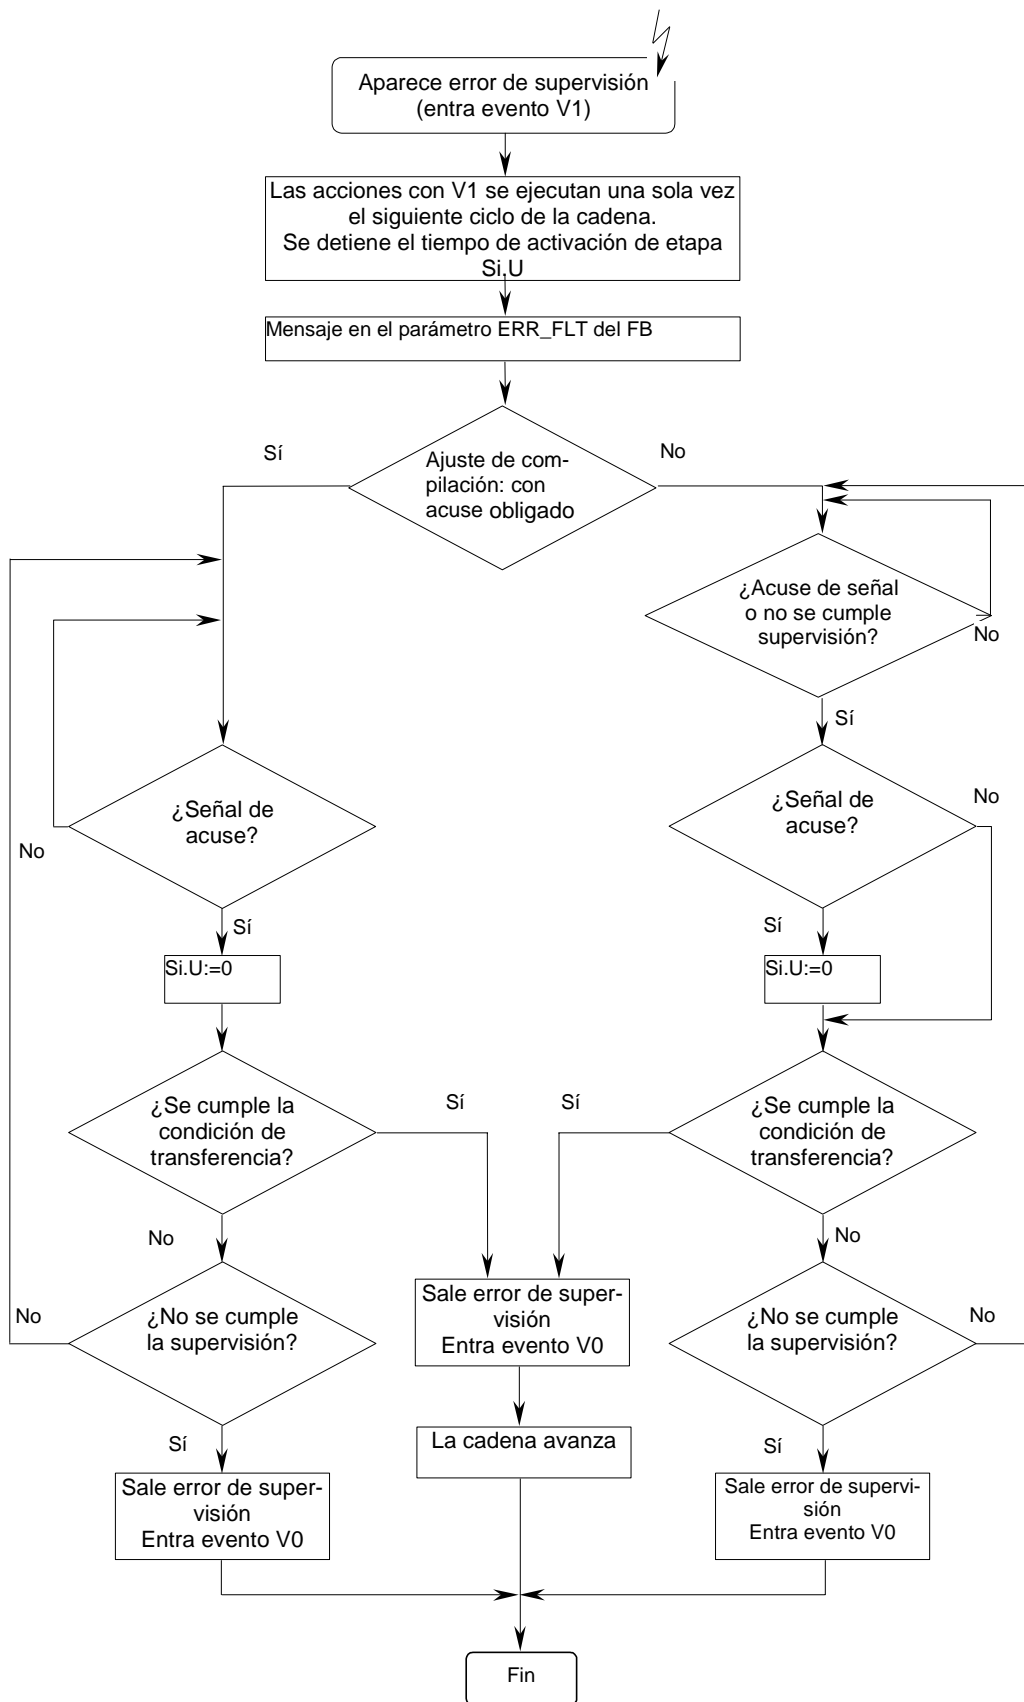 Aparece error de supervisión
(entra evento V1)
Las acciones con V1 se ejecutan una sola vez
el siguiente ciclo de la cadena.
Se detiene el tiempo de activación de etapa
Si.U
Mensaje en el parámetro ERR_FLT del FB
Sí
Ajuste de com-
pilación: con
acuse obligado
No
¿Acuse de señal
o no se cumple
supervisión?
No
Sí
¿Señal de
acuse?
No
Sí
Si.U:=0
¿Señal de
acuse?
No
Sí
Si.U:=0
¿Se cumple la
condición de
transferencia?
Sí
No
Sí
¿Se cumple la
condición de
transferencia?
No
¿No se cumple
la supervisión?
No
Sí
Sale error de super-
visión
Entra evento V0
Sale error de super-
visión
Entra evento V0
La cadena avanza
¿No se cumple
la supervisión?
No
Sí
Sale error de supervi-
sión
Entra evento V0
Fin